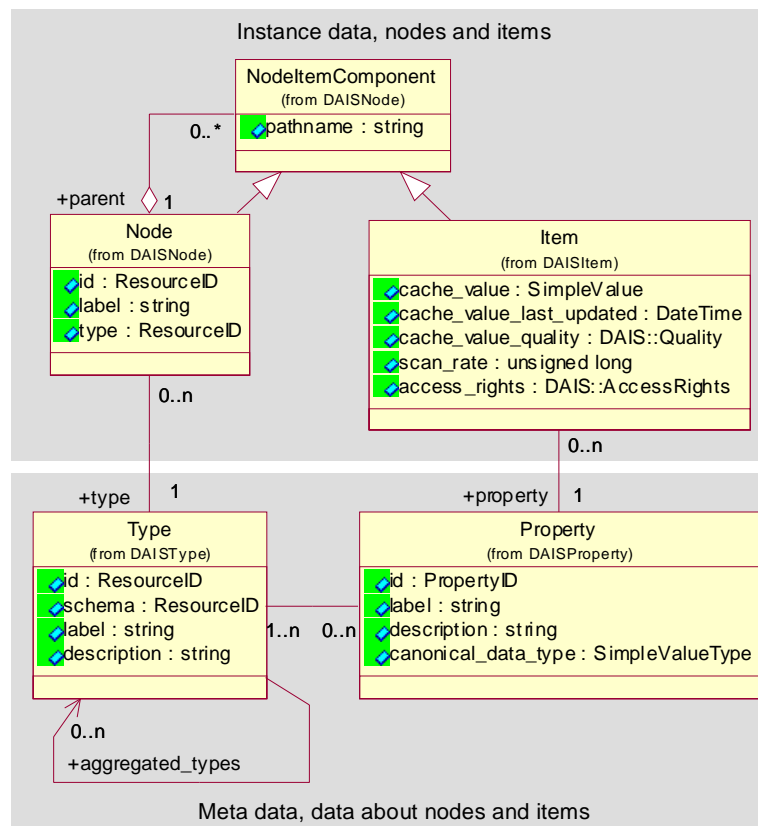 Instance data, nodes and items
NodeItemComponent
(from DAISNode)
pathname : string
0..*
+parent
1
Node
(from DAISNode)
id : ResourceID
label : string
type : ResourceID
Item
(from DAISItem)
cache_value : SimpleValue
cache_value_last_updated : DateTime
cache_value_quality : DAIS::Quality
scan_rate : unsigned long
access_rights : DAIS::AccessRights
0..n
0..n
+type
1
+property
1
Type
(from DAISType)
id : ResourceID
schema : ResourceID
label : string
description : string
1..n
0..n
Property
(from DAISProperty)
id : PropertyID
label : string
description : string
canonical_data_type : SimpleValueType
0..n
+aggregated_types
Meta data, data about nodes and items